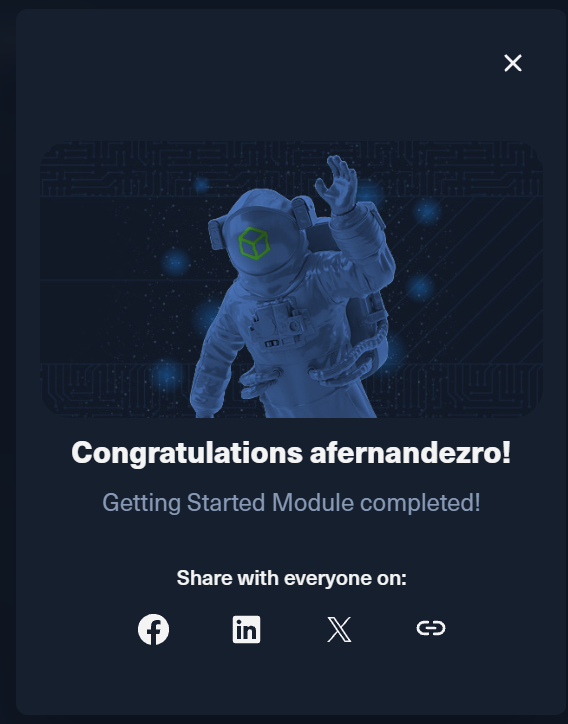 Congratulations afernandezro!
Getting Started Module completed!
Share with everyone on: